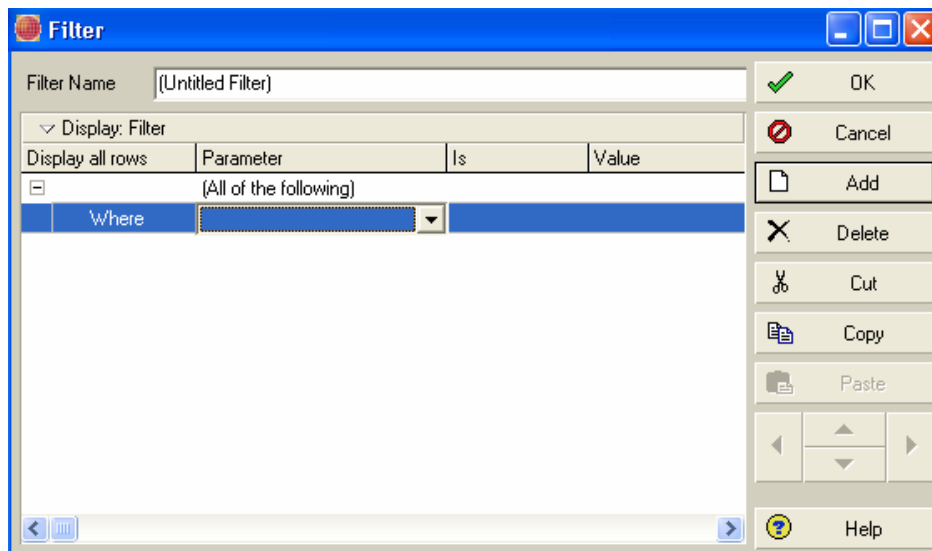 Filter
Filter Name (Untitled Filter)
OK
Display: Filter
Cancel
Display all rows Parameter Is Value
(All of the following)
Add
Where
Delete
Cut
Copy
Paste
Help